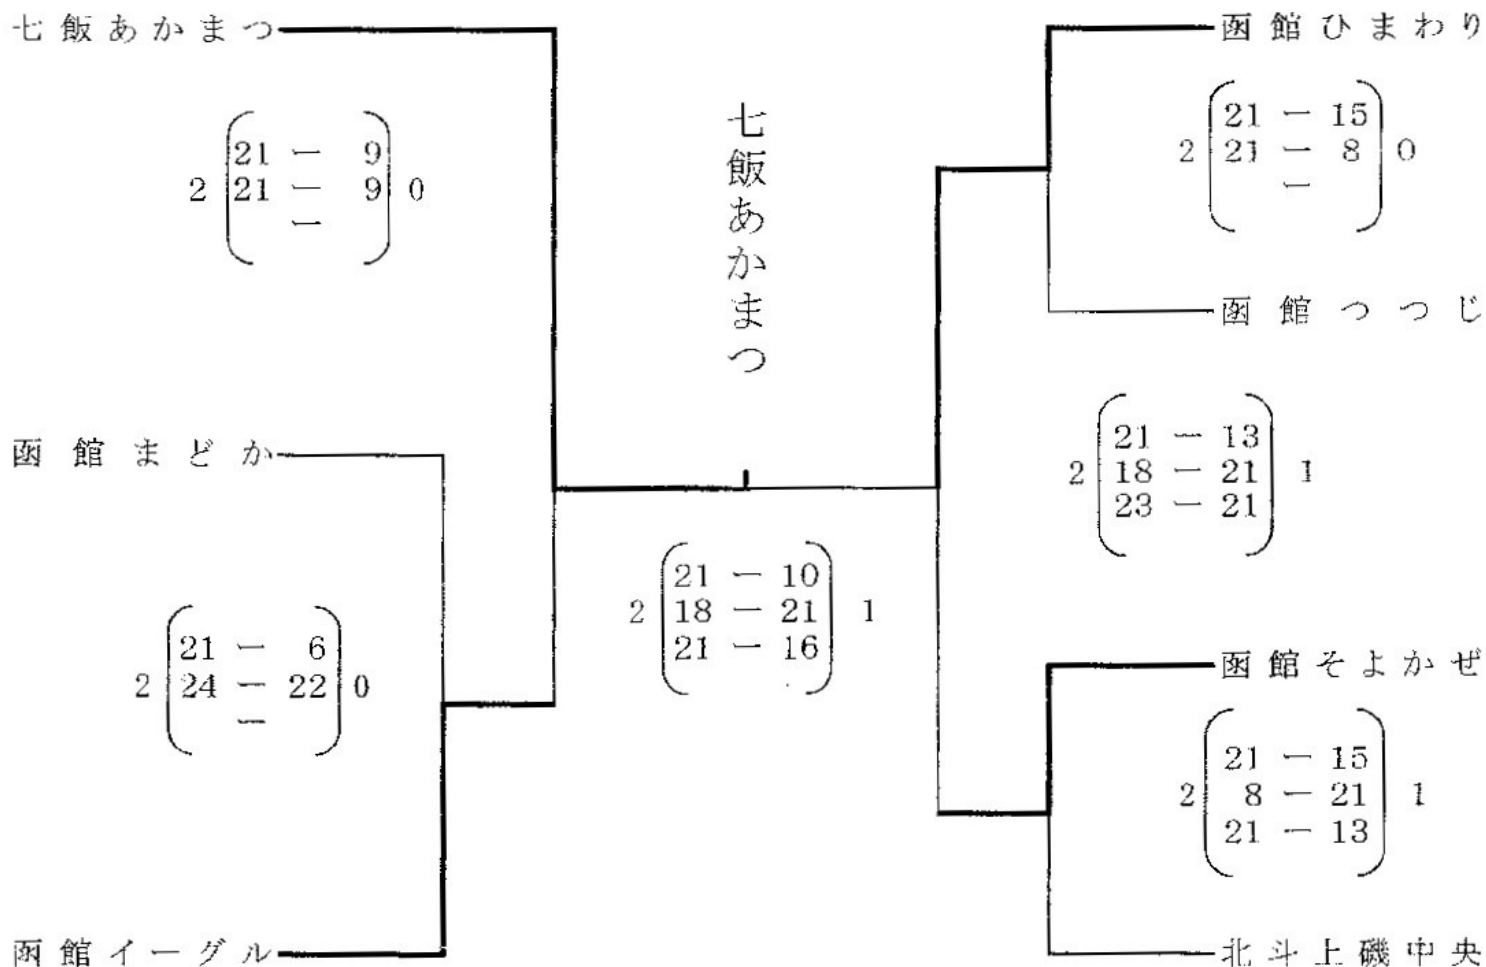 七飯あかまつ
2 21 ー 9 0
21 ー 9
ー
函館まどか
2 21 ー 6 0
24 ー 22
ー
函館イーグル
七飯あかまつ
2 21 ー 10 1
18 ー 21
21 ー 16
函館ひまわり
2 21 ー 15 0
21 ー 8
ー
函館つつじ
2 21 ー 13 1
18 ー 21
23 ー 21
函館そよかぜ
2 21 ー 15 1
8 ー 21
21 ー 13
北斗上磯中央